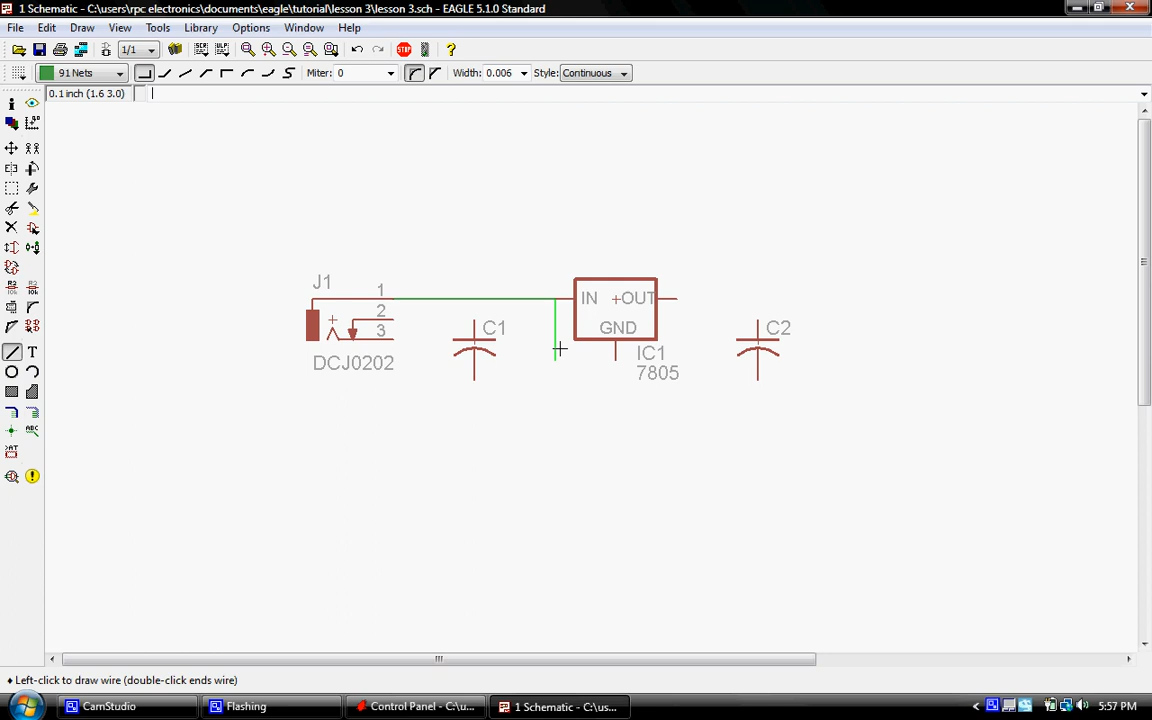 1 Schematic - C:\users\rpc electronics\documents\eagle\tutorial\lesson 3\lesson 3.sch - EAGLE 5.1.0 Standard
File Edit Draw View Tools Library Options Window Help
1/1 SCR ULP STOP ?
91 Nets Miter: 0 Width: 0.006 Style: Continuous
0.1 inch (1.6 3.0)
J1 1
2
3
DCJ0202
C1
IN +OUT
GND
IC1
7805
C2
T
ABC
Left-click to draw wire (double-click ends wire)
CamStudio Flashing Control Panel - C:\u... 1 Schematic - C:\us... 5:57 PM